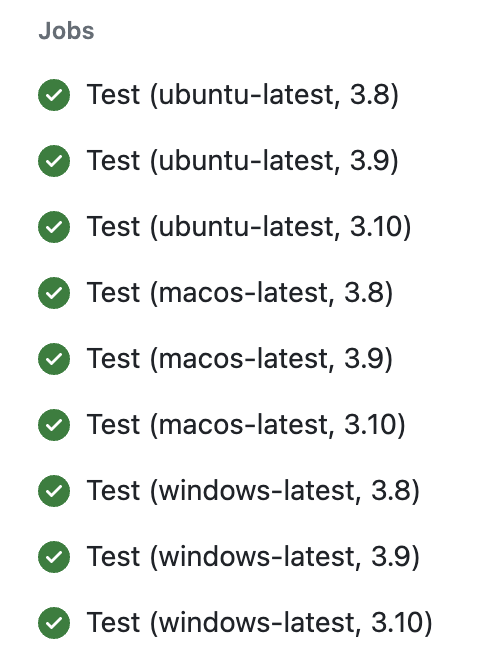 Jobs
Test (ubuntu-latest, 3.8)
Test (ubuntu-latest, 3.9)
Test (ubuntu-latest, 3.10)
Test (macos-latest, 3.8)
Test (macos-latest, 3.9)
Test (macos-latest, 3.10)
Test (windows-latest, 3.8)
Test (windows-latest, 3.9)
Test (windows-latest, 3.10)